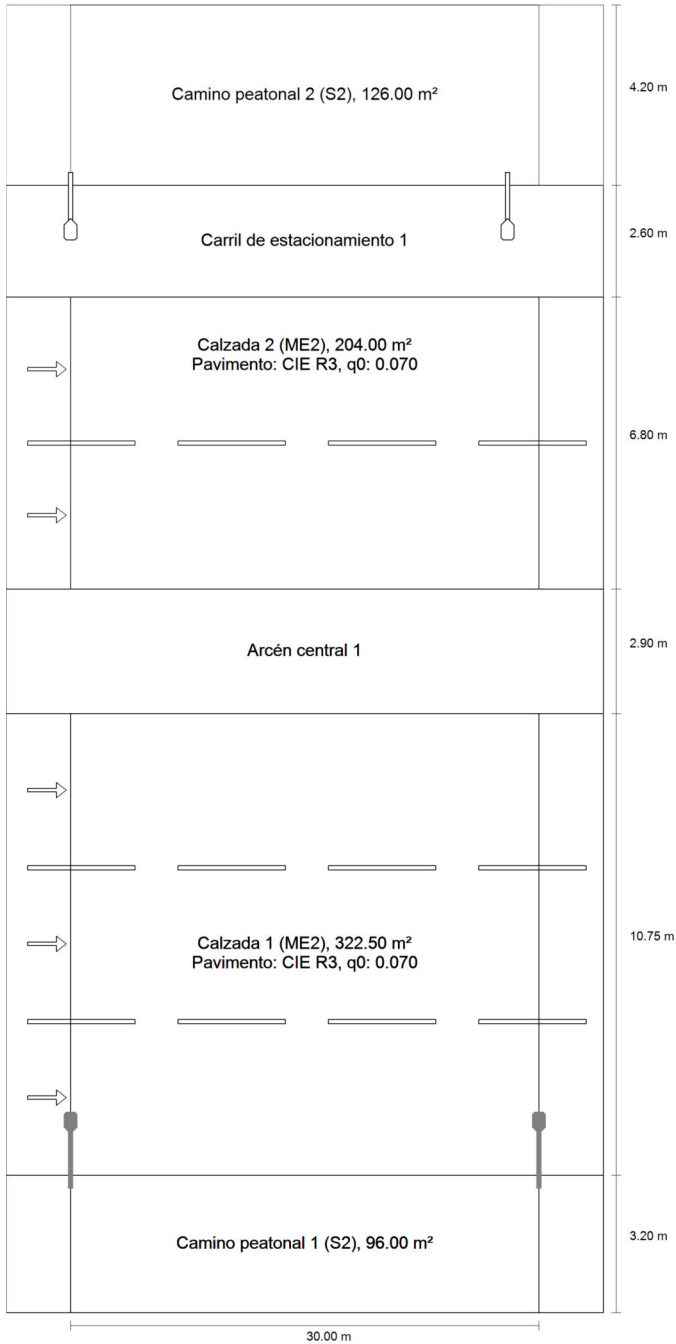 Camino peatonal 2 (S2), 126.00 m²
4.20 m
Carril de estacionamiento 1
2.60 m
Calzada 2 (ME2), 204.00 m²
Pavimento: CIE R3, q0: 0.070
6.80 m
Arcén central 1
2.90 m
Calzada 1 (ME2), 322.50 m²
Pavimento: CIE R3, q0: 0.070
10.75 m
Camino peatonal 1 (S2), 96.00 m²
3.20 m
30.00 m